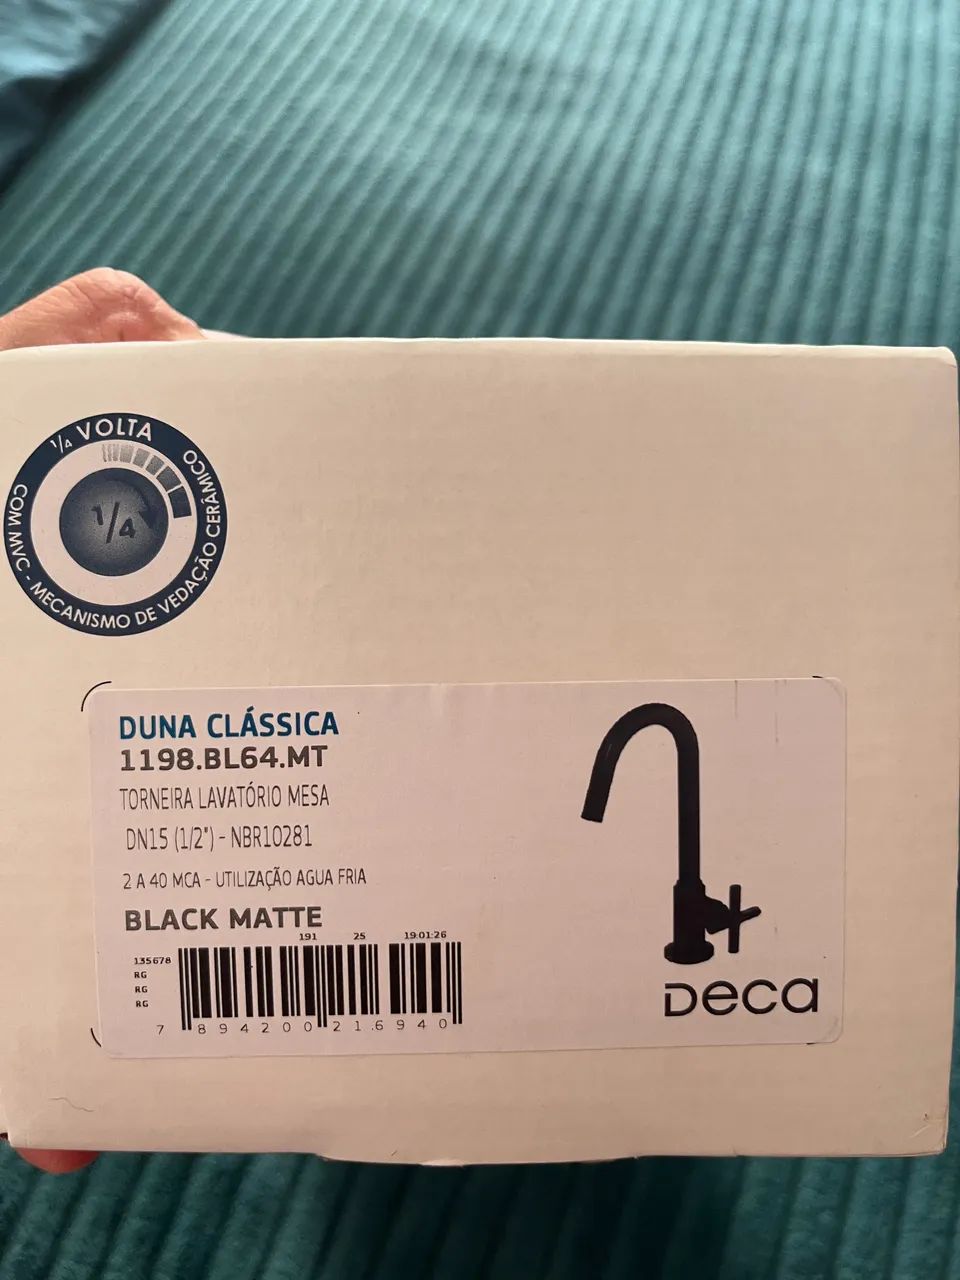 1/4 VOLTA
COM MVC - MECANISMO DE VEDAÇÃO CERÂMICO
1/4
DUNA CLÁSSICA
1198.BL64.MT
TORNEIRA LAVATÓRIO MESA
DN15 (1/2") - NBR10281
2 A 40 MCA - UTILIZAÇÃO AGUA FRIA
BLACK MATTE
191 25 19:01:26
135678
RG
RG
RG
7 894200 21.6940
Deca